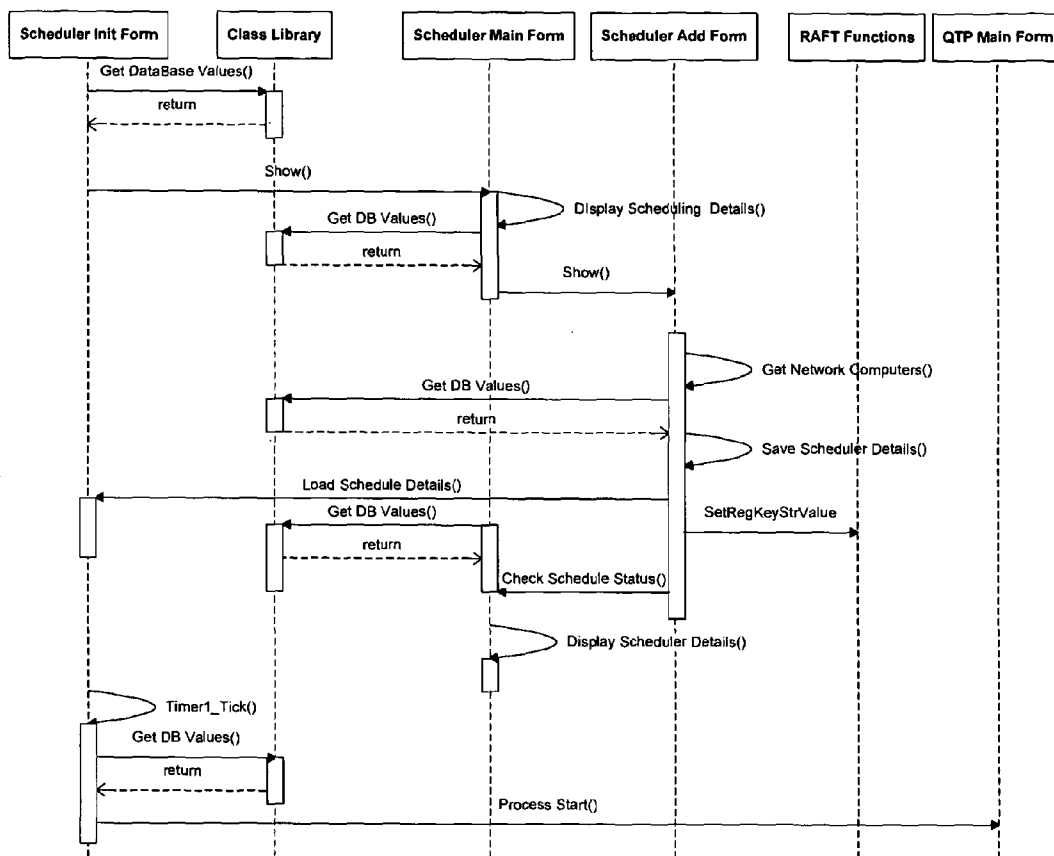 Scheduler Init Form
Class Library
Scheduler Main Form
Scheduler Add Form
RAFT Functions
QTP Main Form
Get DataBase Values()
return
Show()
Display Scheduling Details()
Get DB Values()
return
Show()
Get Network Computers()
Get DB Values()
return
Save Scheduler Details()
Load Schedule Details()
Get DB Values()
SetRegKeyStrValue
return
Check Schedule Status()
Display Scheduler Details()
Timer1_Tick()
Get DB Values()
return
Process Start()